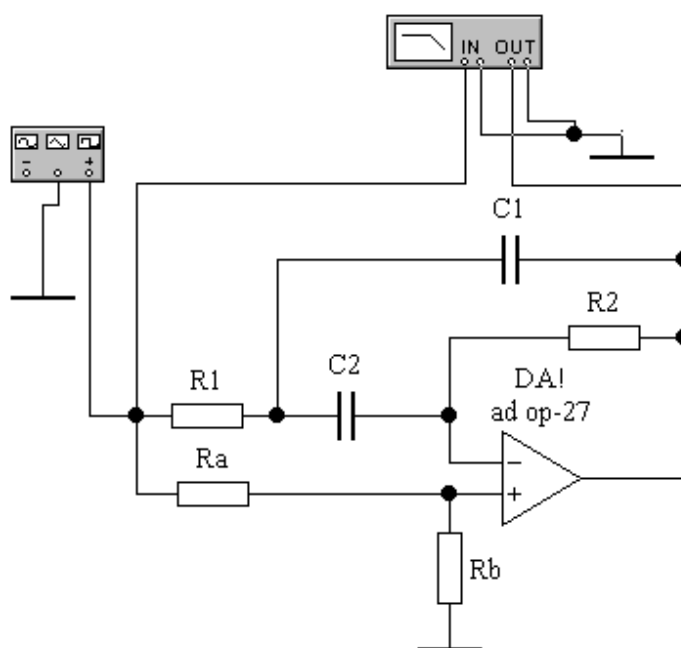 IN OUT
- +
C1
R2
C2
R1
DA!
ad op-27
Ra
-
+
Rb